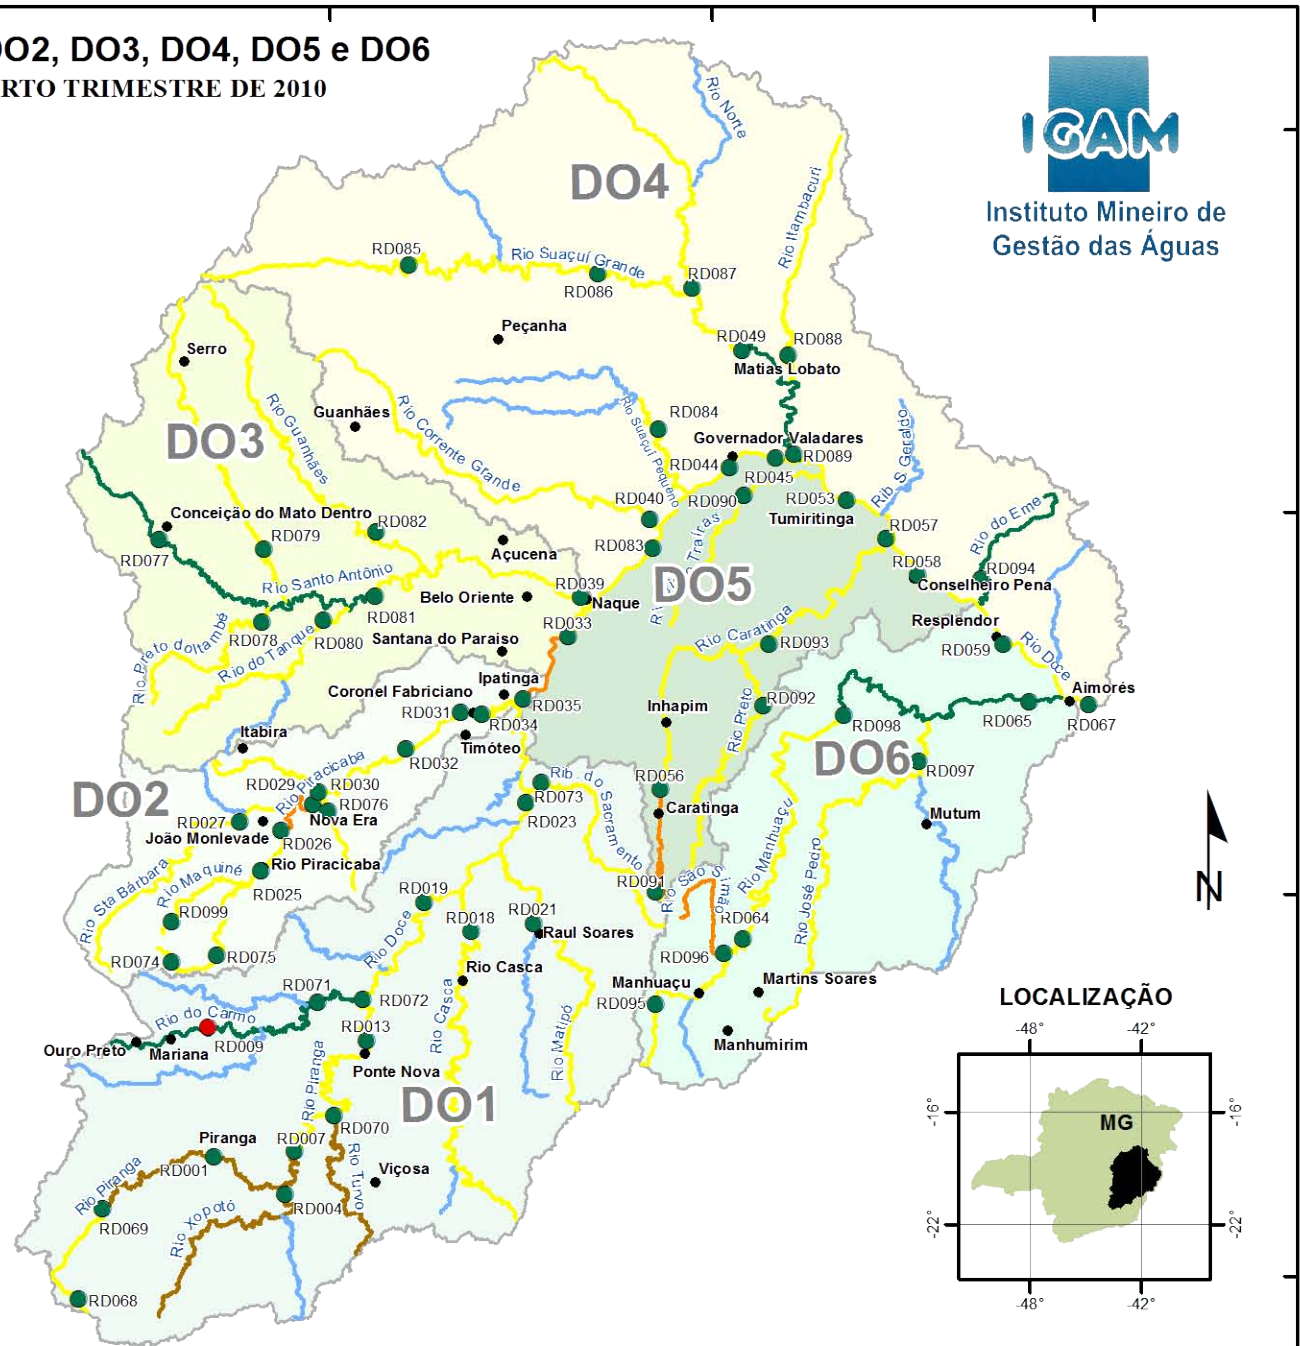 DO2, DO3, DO4, DO5 e DO6
RTO TRIMESTRE DE 2010
IGAM
Instituto Mineiro de
Gestão das Águas
Rio Norte
DO4
Rio Itambacuri
RD085
Rio Suaçuí Grande
RD086
RD087
Peçanha
RD049
RD088
Matias Lobato
Serro
Guanhães
Rio Guanhães
Rio Corrente Grande
Rio Suaçuí Pequeno
RD084
DO3
Governador Valadares
RD044
RD089
RD045
Rib. S. Geraldo
RD040
RD090
RD053
Tumiritinga
Rio do Eme
Conceição do Mato Dentro
RD082
RD077
RD079
Açucena
RD083
RD057
RD058
RD094
Conselheiro Pena
DO5
Traíras
Rio Santo Antônio
RD039
Naque
Belo Oriente
RD081
RD033
Rio Preto do Itambé
RD078
RD080
Rio do Tanque
Santana do Paraiso
Rio Caratinga
RD093
Resplendor
RD059
Rio Doce
Ipatinga
Coronel Fabriciano
RD031
RD034
RD035
Timóteo
Inhapim
Rio Preto
RD092
RD098
RD065
Aimorés
RD067
Itabira
RD032
DO6
RD097
DO2
RD029
Rio Piracicaba
RD030
RD076
Nova Era
RD027
João Monlevade
RD026
Rib. do Sacramento
RD073
RD023
RD056
Caratinga
Mutum
Rio Sta Bárbara
Rio Maquiné
Rio Piracicaba
RD025
RD099
RD019
RD018
RD021
Raul Soares
RD091
Rio São Simão
Rio Manhuaçu
Rio José Pedro
RD064
RD096
N
RD074
RD075
Rio Doce
Rio Casca
Manhuaçu
Martins Soares
RD095
Manhumirim
LOCALIZAÇÃO
RD071
RD072
Rio do Carmo
RD009
Ouro Preto
Mariana
RD013
Ponte Nova
Rio Casca
Rio Matipó
Rio Piranga
DO1
RD070
RD007
Piranga
RD001
Rio Turvo
Viçosa
Rio Piranga
RD069
Rio Xopotó
RD004
RD068
-48°
-42°
-16°
-16°
MG
-22°
-22°
-48°
-42°